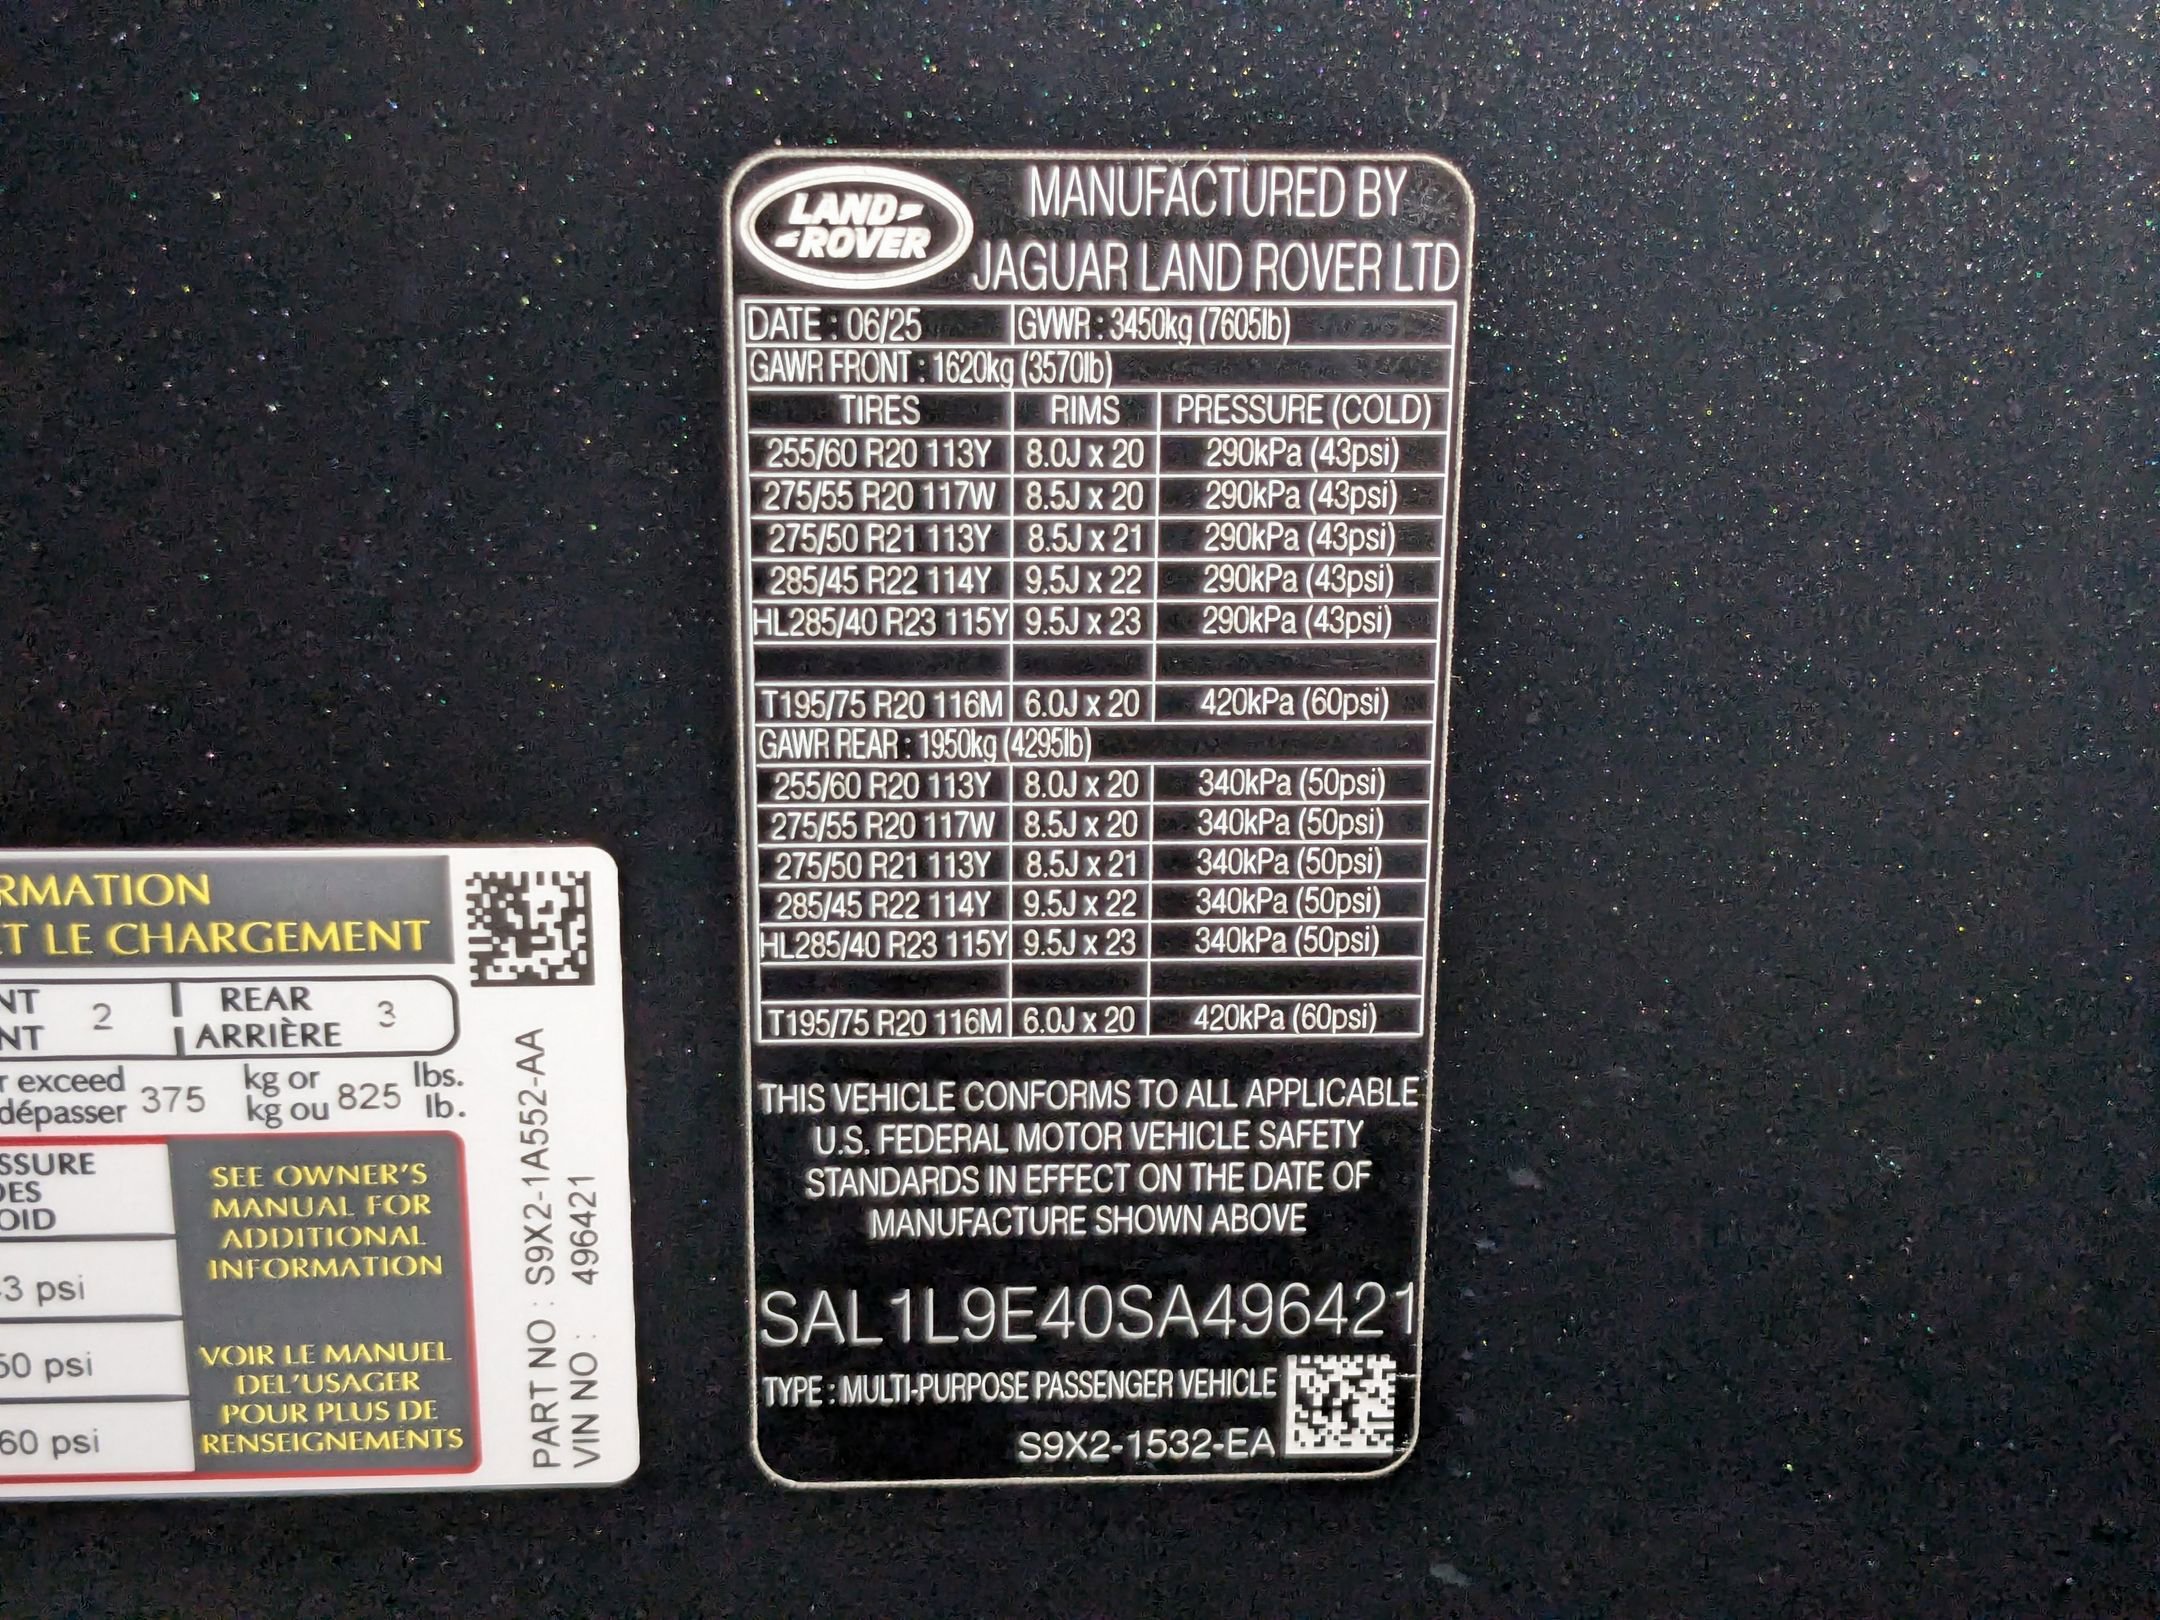 LAND-
ROVER
MANUFACTURED BY
JAGUAR LAND ROVER LTD
DATE : 06/25 GVWR : 3450kg (7605lb)
GAWR FRONT : 1620kg (3570lb)
TIRES RIMS PRESSURE (COLD)
255/60 R20 113Y 8.0J x 20 290kPa (43psi)
275/55 R20 117W 8.5J x 20 290kPa (43psi)
275/50 R21 113Y 8.5J x 21 290kPa (43psi)
285/45 R22 114Y 9.5J x 22 290kPa (43psi)
HL285/40 R23 115Y 9.5J x 23 290kPa (43psi)
T195/75 R20 116M 6.0J x 20 420kPa (60psi)
GAWR REAR : 1950kg (4295lb)
255/60 R20 113Y 8.0J x 20 340kPa (50psi)
275/55 R20 117W 8.5J x 20 340kPa (50psi)
275/50 R21 113Y 8.5J x 21 340kPa (50psi)
285/45 R22 114Y 9.5J x 22 340kPa (50psi)
HL285/40 R23 115Y 9.5J x 23 340kPa (50psi)
T195/75 R20 116M 6.0J x 20 420kPa (60psi)
THIS VEHICLE CONFORMS TO ALL APPLICABLE
U.S. FEDERAL MOTOR VEHICLE SAFETY
STANDARDS IN EFFECT ON THE DATE OF
MANUFACTURE SHOWN ABOVE
SAL1L9E40SA496421
TYPE : MULTI-PURPOSE PASSENGER VEHICLE
S9X2-1532-EA
RMATION
ET LE CHARGEMENT
NT 2 REAR 3
NT ARRIÈRE
r exceed 375 kg or 825 lbs.
dépasser kg ou lb.
SSURE
DES
OID
3 psi
50 psi
60 psi
SEE OWNER'S
MANUAL FOR
ADDITIONAL
INFORMATION
VOIR LE MANUEL
DEL'USAGER
POUR PLUS DE
RENSEIGNEMENTS
PART NO : S9X2-1A552-AA
VIN NO : 496421